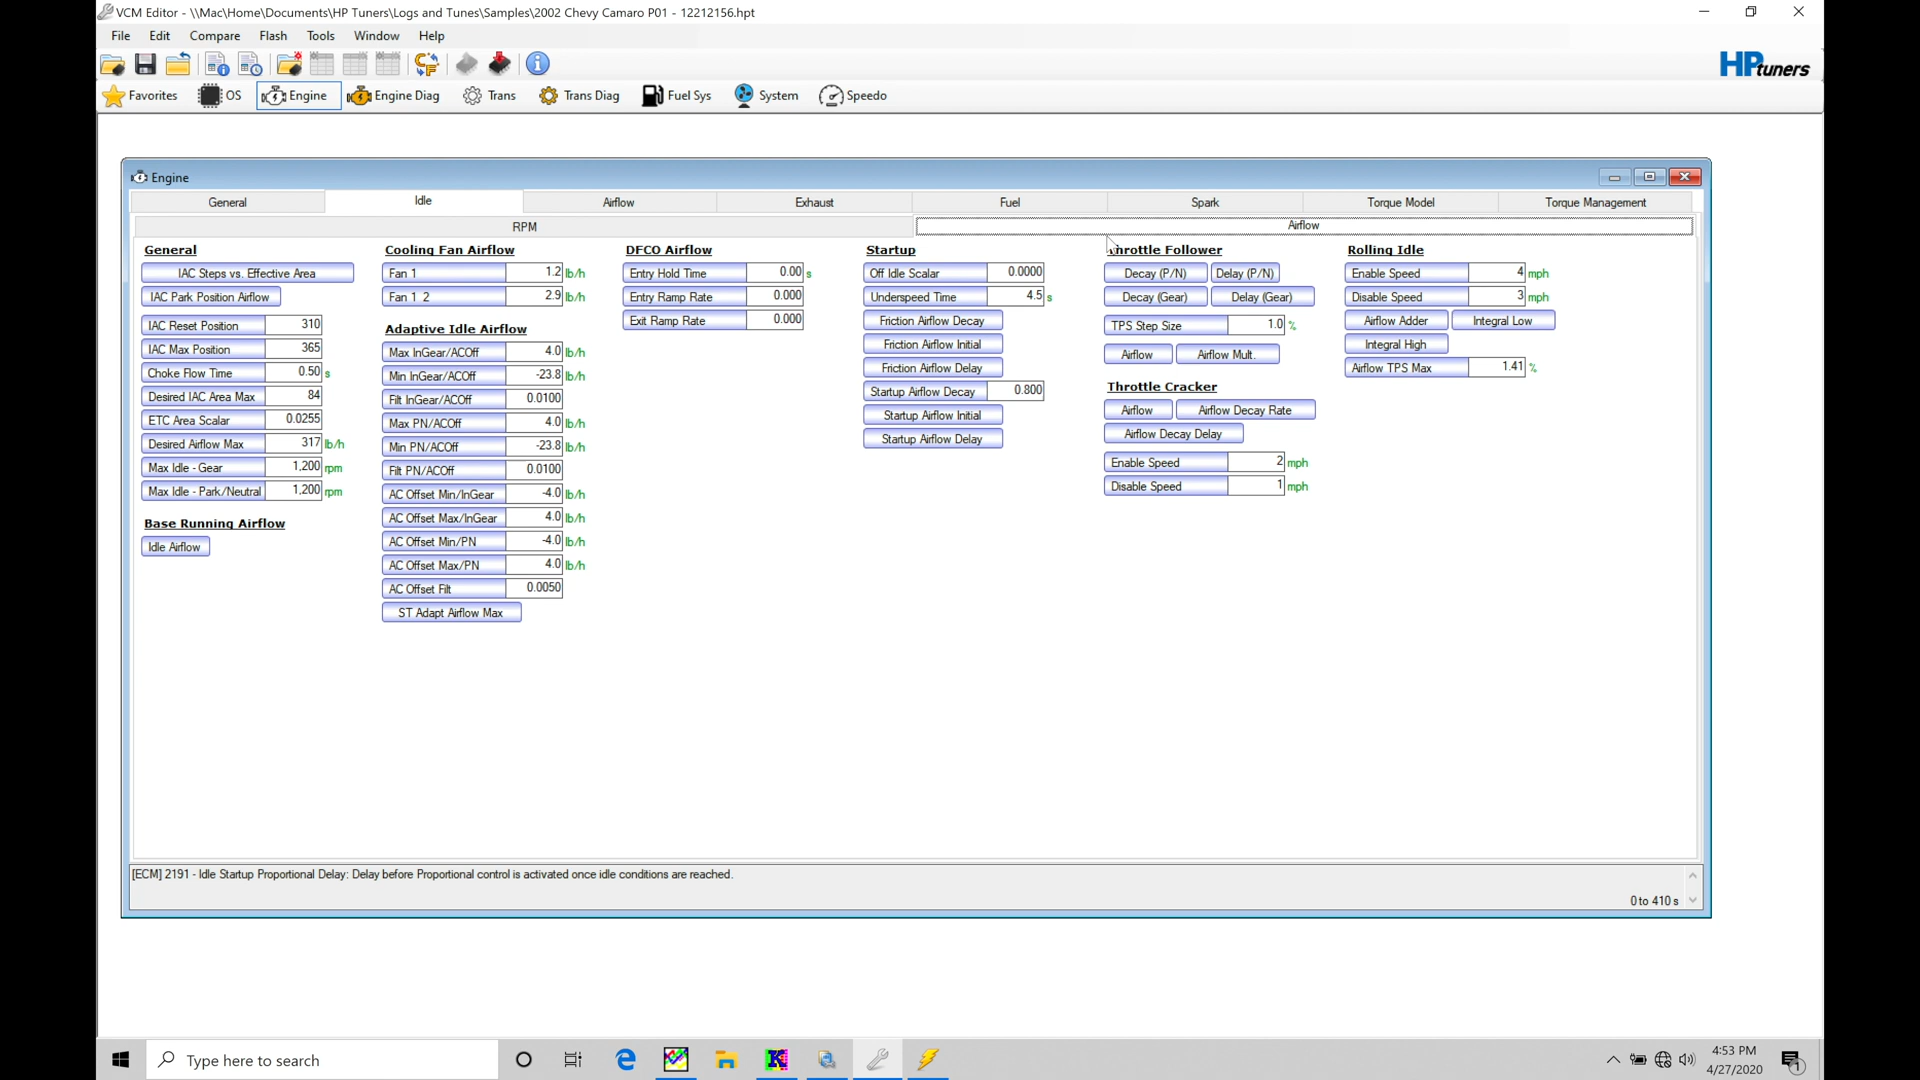 VCM Editor - \\Mac\Home\Documents\HP Tuners\Logs and Tunes\Samples\2002 Chevy Camaro P01 - 12212156.hpt
File Edit Compare Flash Tools Window Help
HP tuners
Favorites OS Engine Engine Diag Trans Trans Diag Fuel Sys System Speedo
Engine
General Idle Airflow Exhaust Fuel Spark Torque Model Torque Management
RPM Airflow
General
IAC Steps vs. Effective Area
IAC Park Position Airflow
IAC Reset Position 310
IAC Max Position 365
Choke Flow Time 0.50 s
Desired IAC Area Max 84
ETC Area Scalar 0.0255
Desired Airflow Max 317 lb/h
Max Idle - Gear 1,200 rpm
Max Idle - Park/Neutral 1,200 rpm
Base Running Airflow
Idle Airflow
Cooling Fan Airflow
Fan 1 1.2 lb/h
Fan 1 2 2.9 lb/h
Adaptive Idle Airflow
Max InGear/ACOff 4.0 lb/h
Min InGear/ACOff -23.8 lb/h
Filt InGear/ACOff 0.0100
Max PN/ACOff 4.0 lb/h
Min PN/ACOff -23.8 lb/h
Filt PN/ACOff 0.0100
AC Offset Min/InGear -4.0 lb/h
AC Offset Max/InGear 4.0 lb/h
AC Offset Min/PN -4.0 lb/h
AC Offset Max/PN 4.0 lb/h
AC Offset Filt 0.0050
ST Adapt Airflow Max
DFCO Airflow
Entry Hold Time 0.00 s
Entry Ramp Rate 0.000
Exit Ramp Rate 0.000
Startup
Off Idle Scalar 0.0000
Underspeed Time 4.5 s
Friction Airflow Decay
Friction Airflow Initial
Friction Airflow Delay
Startup Airflow Decay 0.800
Startup Airflow Initial
Startup Airflow Delay
Throttle Follower
Decay (P/N) Delay (P/N)
Decay (Gear) Delay (Gear)
TPS Step Size 1.0 %
Airflow Airflow Mult.
Throttle Cracker
Airflow Airflow Decay Rate
Airflow Decay Delay
Enable Speed 2 mph
Disable Speed 1 mph
Rolling Idle
Enable Speed 4 mph
Disable Speed 3 mph
Airflow Adder Integral Low
Integral High
Airflow TPS Max 1.41 %
[ECM] 2191 - Idle Startup Proportional Delay: Delay before Proportional control is activated once idle conditions are reached.
0 to 410 s
Type here to search
4:53 PM
4/27/2020
1